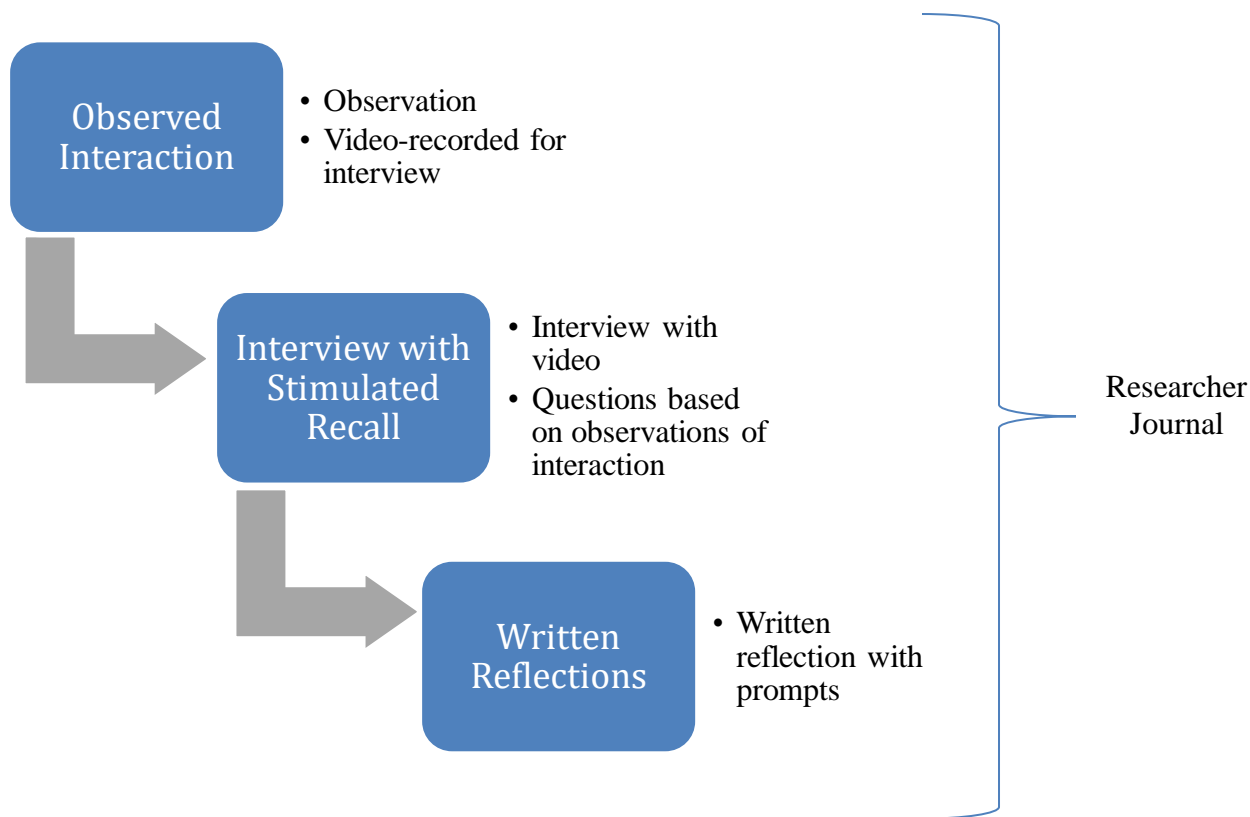 Observed
Interaction
• Observation
• Video-recorded for
interview
Interview with
Stimulated
Recall
• Interview with
video
• Questions based
on observations of
interaction
Written
Reflections
• Written
reflection with
prompts
Researcher
Journal